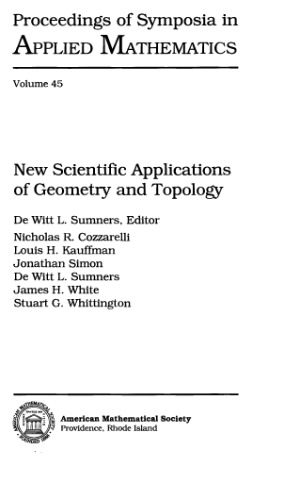 Proceedings of Symposia in
APPLIED MATHEMATICS
Volume 45
New Scientific Applications
of Geometry and Topology
De Witt L. Sumners, Editor
Nicholas R. Cozzarelli
Louis H. Kauffman
Jonathan Simon
De Witt L. Sumners
James H. White
Stuart G. Whittington
American Mathematical Society
Providence, Rhode Island